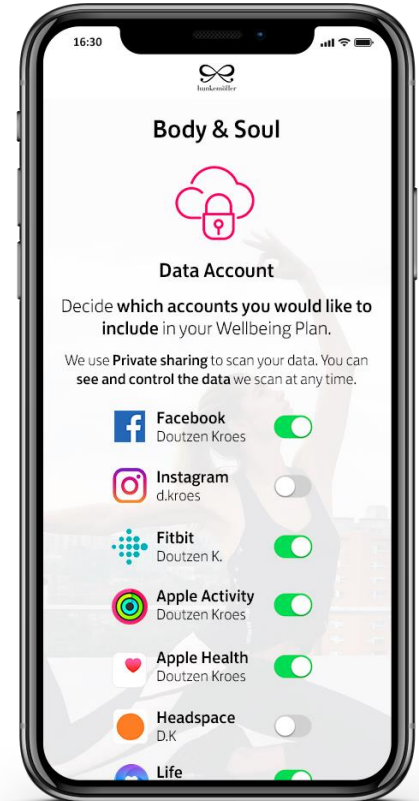 16:30
hunkemöller
Body & Soul
Data Account
Decide which accounts you would like to
include in your Wellbeing Plan.
We use Private sharing to scan your data. You can
see and control the data we scan at any time.
Facebook
Doutzen Kroes
Instagram
d.kroes
Fitbit
Doutzen K.
Apple Activity
Doutzen Kroes
Apple Health
Doutzen Kroes
Headspace
D.K
Life